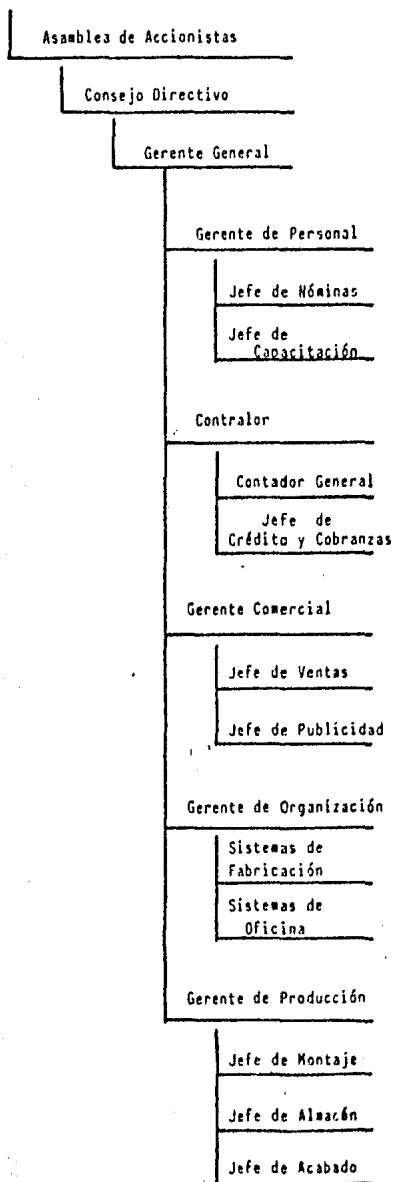 Asamblea de Accionistas
Consejo Directivo
Gerente General
Gerente de Personal
Jefe de Nóminas
Jefe de
Capacitación
Contralor
Contador General
Jefe de
Crédito y Cobranzas
Gerente Comercial
Jefe de Ventas
Jefe de Publicidad
Gerente de Organización
Sistemas de
Fabricación
Sistemas de
Oficina
Gerente de Producción
Jefe de Montaje
Jefe de Almacén
Jefe de Acabado